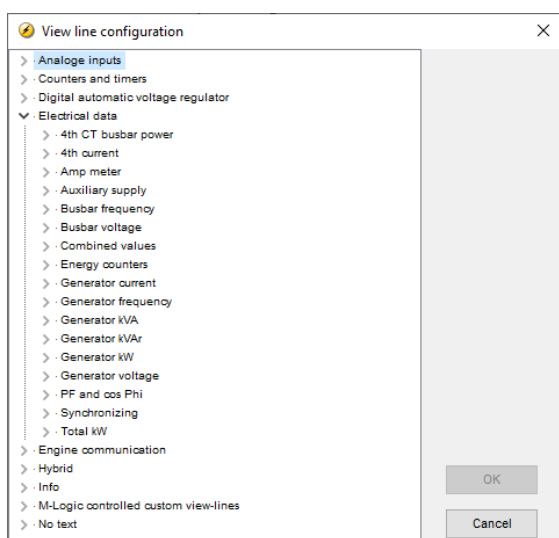 View line configuration
Analoge inputs
Counters and timers
Digital automatic voltage regulator
Electrical data
4th CT busbar power
4th current
Amp meter
Auxiliary supply
Busbar frequency
Busbar voltage
Combined values
Energy counters
Generator current
Generator frequency
Generator kVA
Generator kVAr
Generator kW
Generator voltage
PF and cos Phi
Synchronizing
Total kW
Engine communication
Hybrid
Info
M-Logic controlled custom view-lines
No text
OK
Cancel